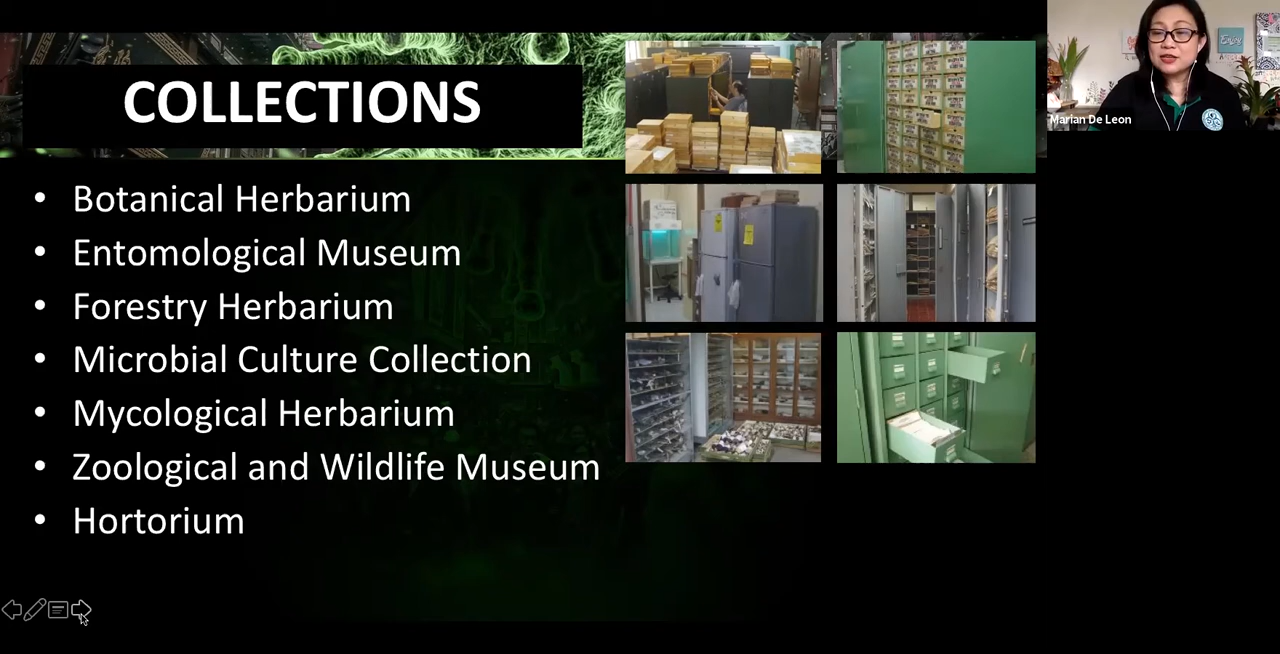 COLLECTIONS
• Botanical Herbarium
• Entomological Museum
• Forestry Herbarium
• Microbial Culture Collection
• Mycological Herbarium
• Zoological and Wildlife Museum
• Hortorium
Enjoy
Marian De Leon